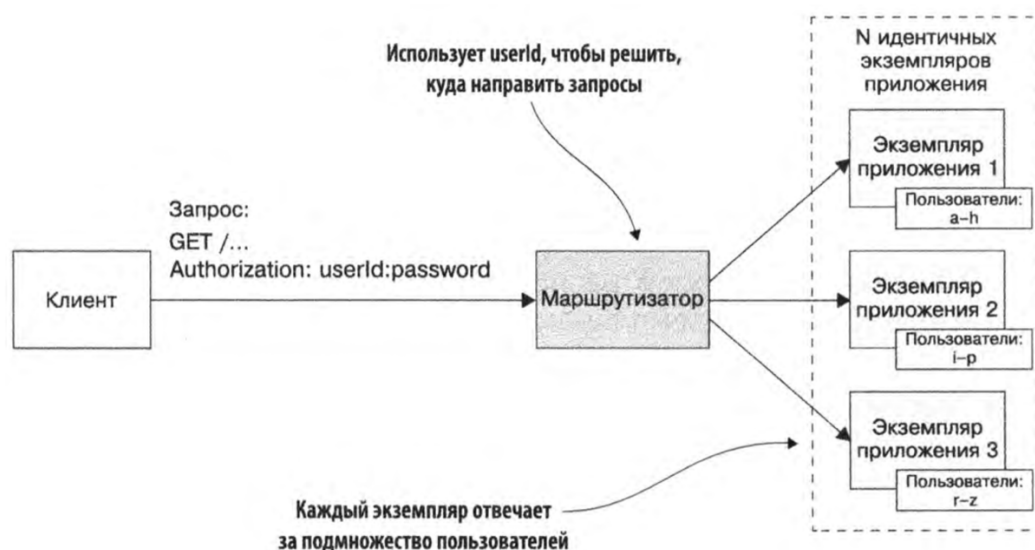 Использует userId, чтобы решить,
куда направить запросы
N идентичных
экземпляров
приложения
Запрос:
GET /...
Authorization: userId:password
Клиент
Маршрутизатор
Экземпляр
приложения 1
Пользователи:
a–h
Экземпляр
приложения 2
Пользователи:
i–p
Экземпляр
приложения 3
Пользователи:
r–z
Каждый экземпляр отвечает
за подмножество пользователей